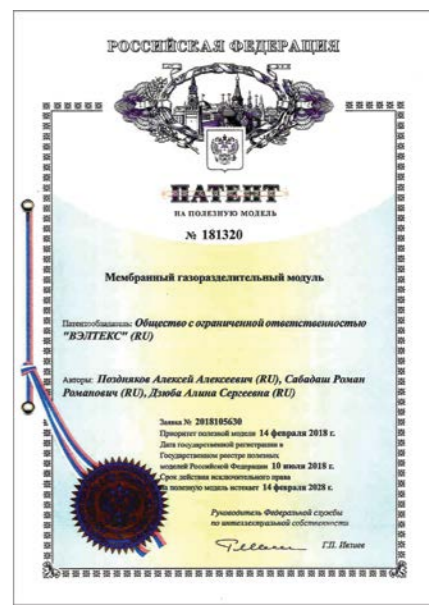 РОССИЙСКАЯ ФЕДЕРАЦИЯ
ПАТЕНТ
НА ПОЛЕЗНУЮ МОДЕЛЬ
№ 181320
Мембранный газоразделительный модуль
Патентообладатель: Общество с ограниченной ответственностью
"ВЭЛТЕКС" (RU)
Авторы: Поздняков Алексей Алексеевич (RU), Сабадаш Роман
Романович (RU), Дзюба Алина Сергеевна (RU)
Заявка № 2018105630
Приоритет полезной модели 14 февраля 2018 г.
Дата государственной регистрации в
Государственном реестре полезных
моделей Российской Федерации 10 июля 2018 г.
Срок действия исключительного права
на полезную модель истекает 14 февраля 2028 г.
Руководитель Федеральной службы
по интеллектуальной собственности
Г.П. Ивлиев